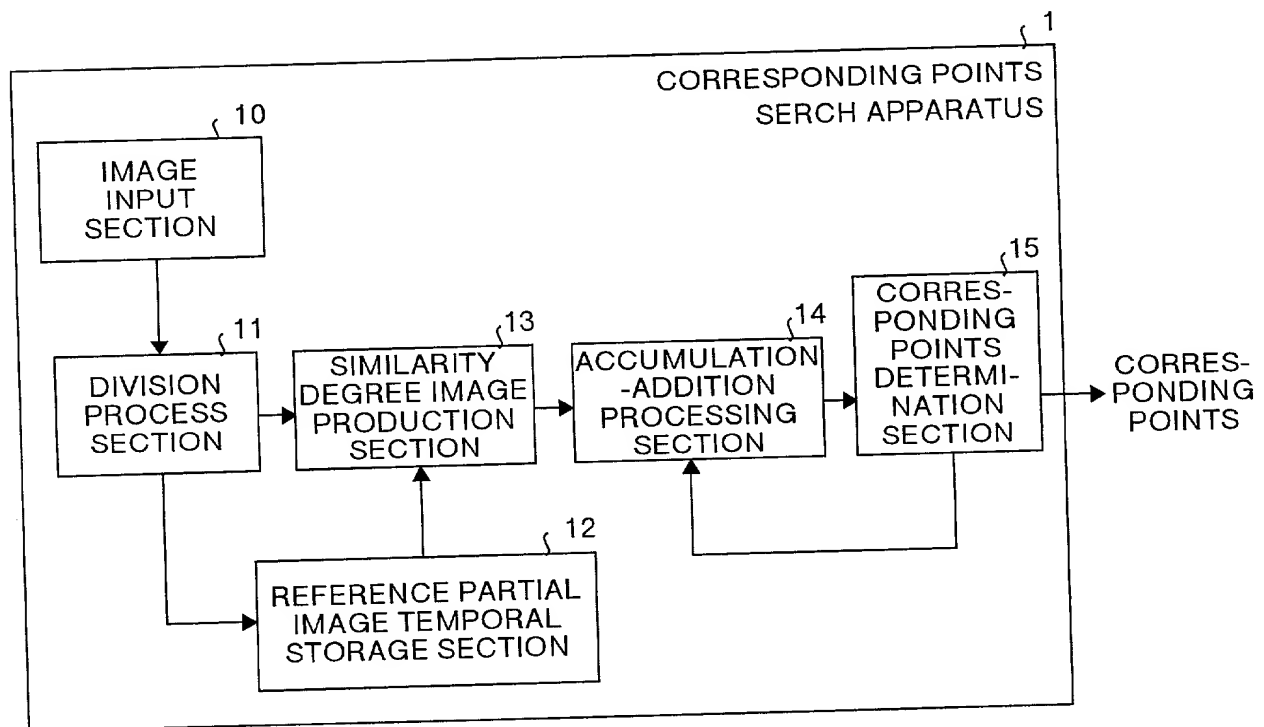 1
CORRESPONDING POINTS
SERCH APPARATUS
10
IMAGE
INPUT
SECTION
11
DIVISION
PROCESS
SECTION
13
SIMILARITY
DEGREE IMAGE
PRODUCTION
SECTION
14
ACCUMULATION
-ADDITION
PROCESSING
SECTION
15
CORRES-
PONDING
POINTS
DETERMI-
NATION
SECTION
CORRES-
PONDING
POINTS
12
REFERENCE PARTIAL
IMAGE TEMPORAL
STORAGE SECTION